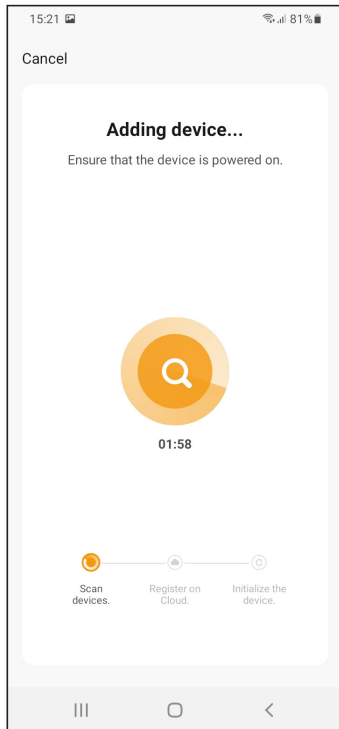 15:21 81%
Cancel
Adding device...
Ensure that the device is powered on.
01:58
Scan devices.
Register on Cloud.
Initialize the device.